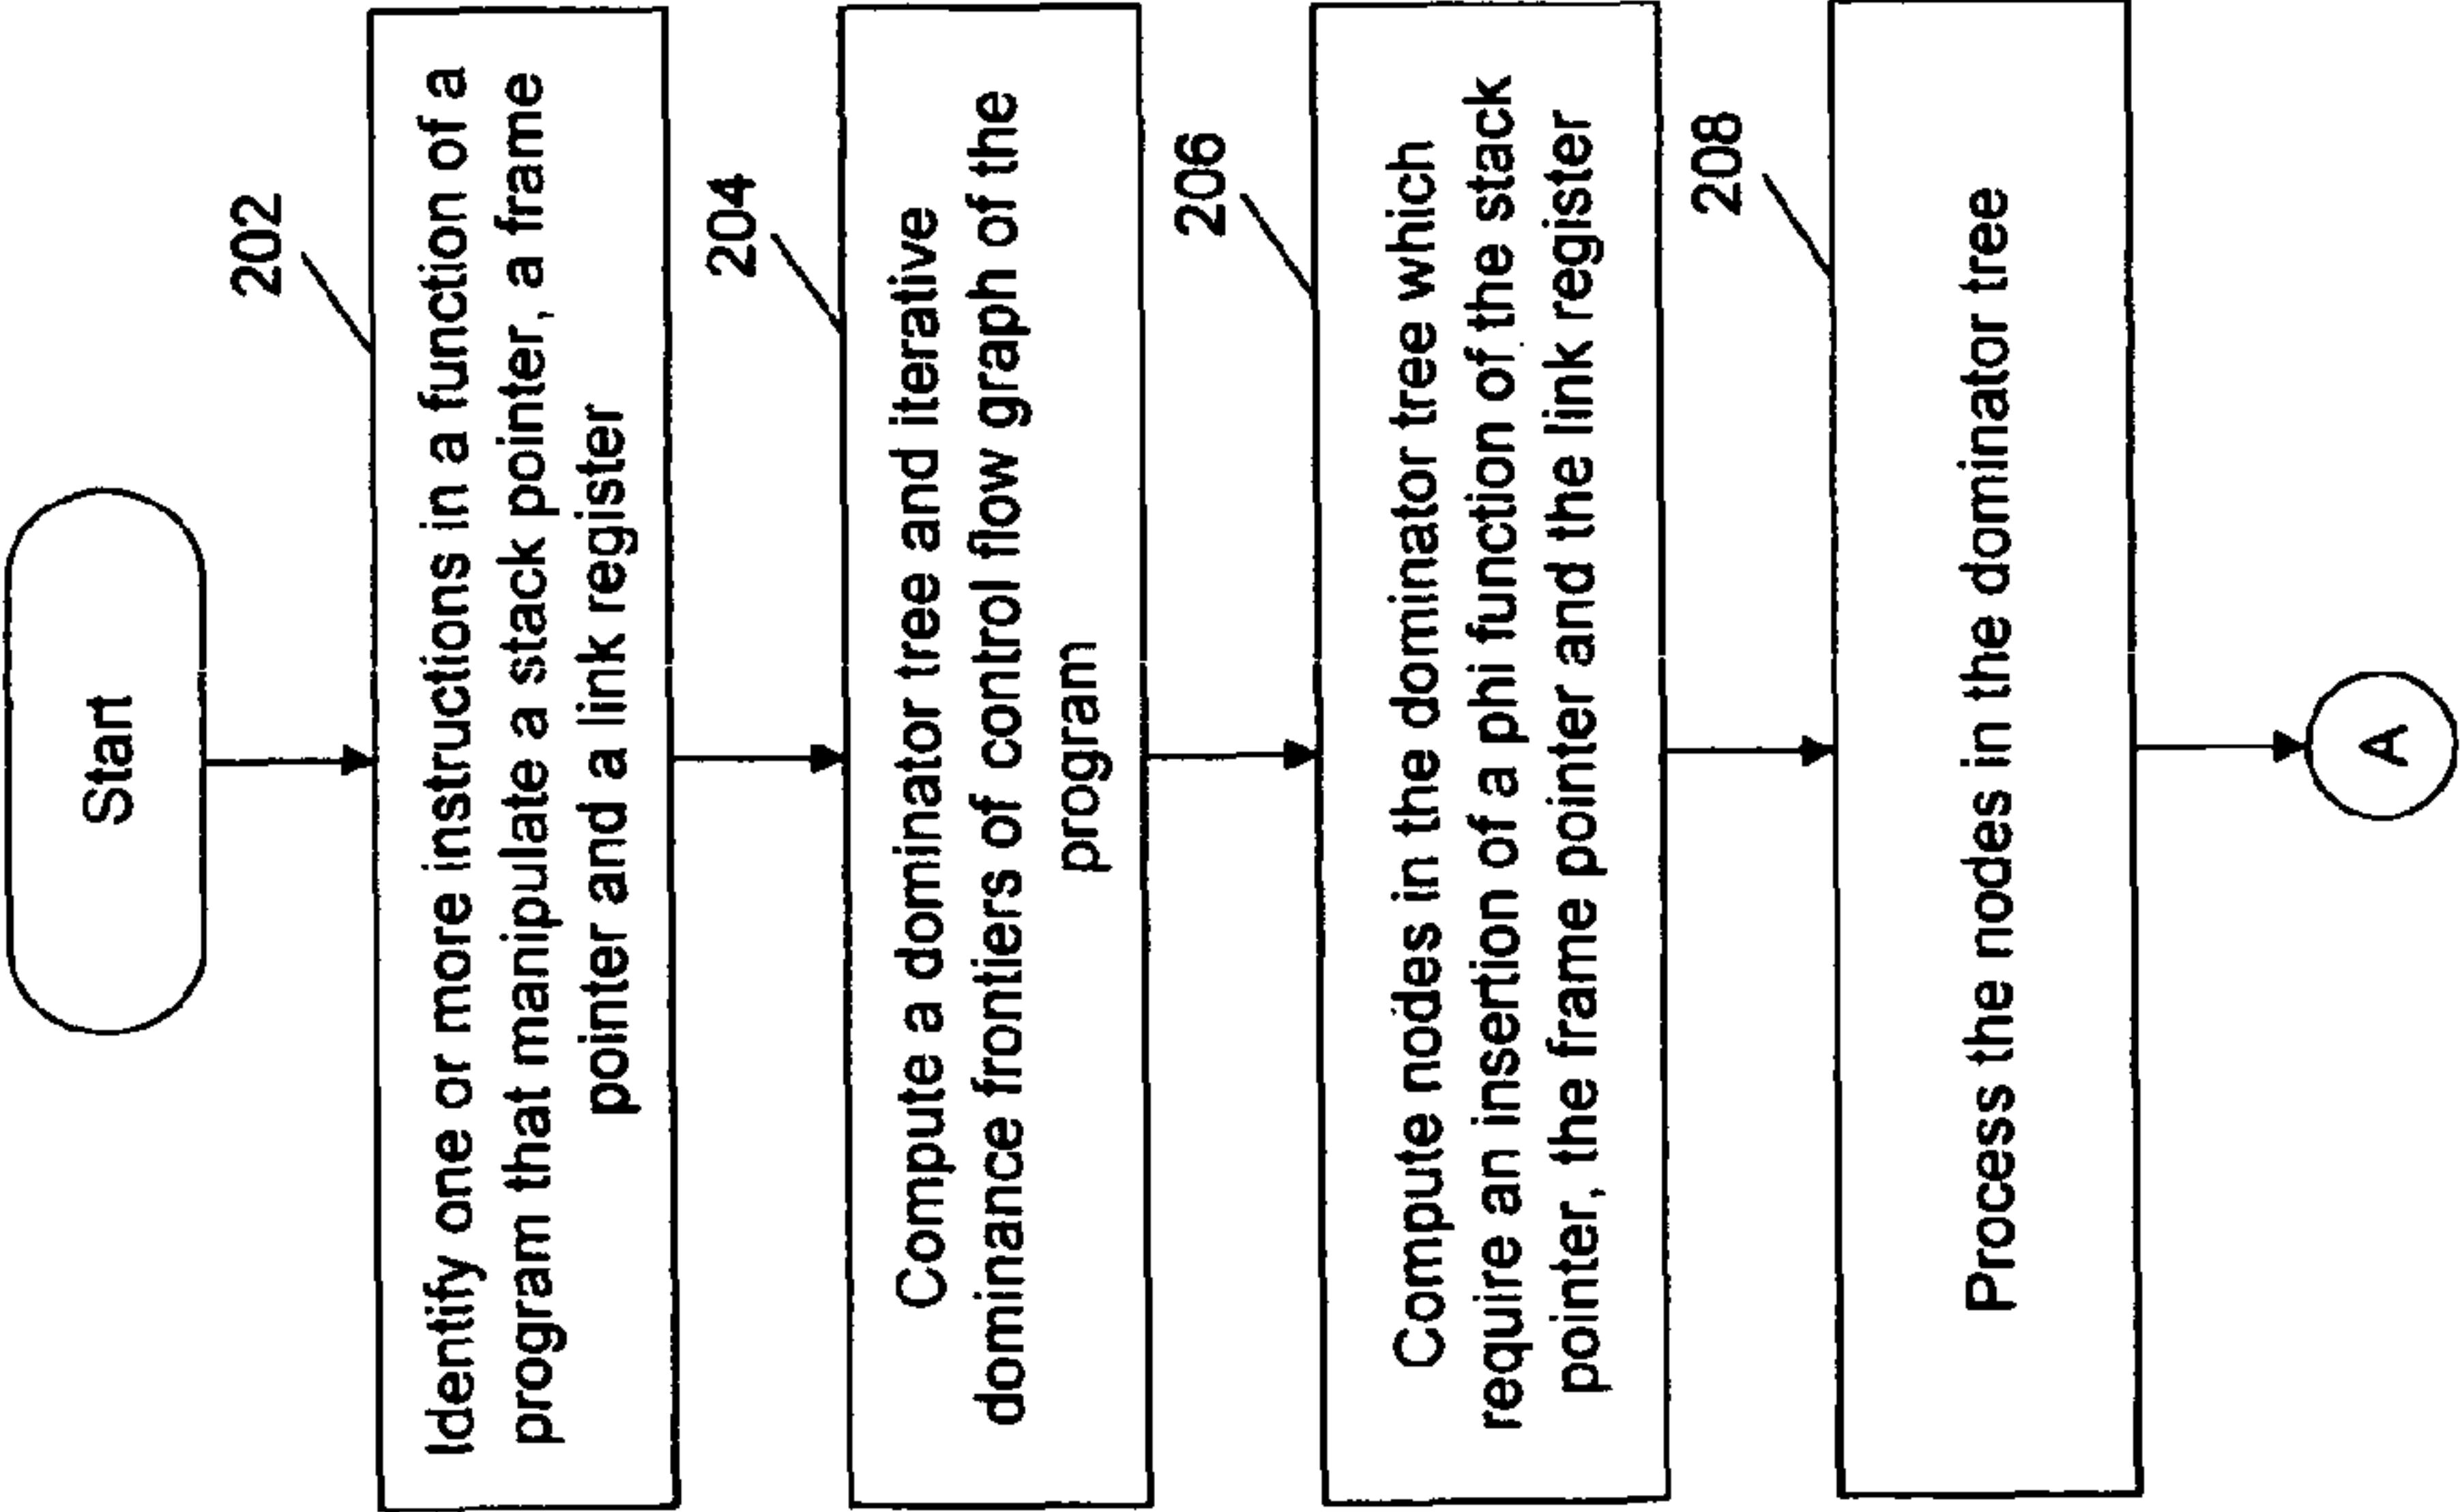 Start
202
Identify one or more instructions in a function of a
program that manipulate a stack pointer, a frame
pointer and a link register
204
Compute a dominator tree and iterative
dominance frontiers of control flow graph of the
program
206
Compute nodes in the dominator tree which
require an insertion of a phi function of the stack
pointer, the frame pointer and the link register
208
Process the nodes in the dominator tree
A